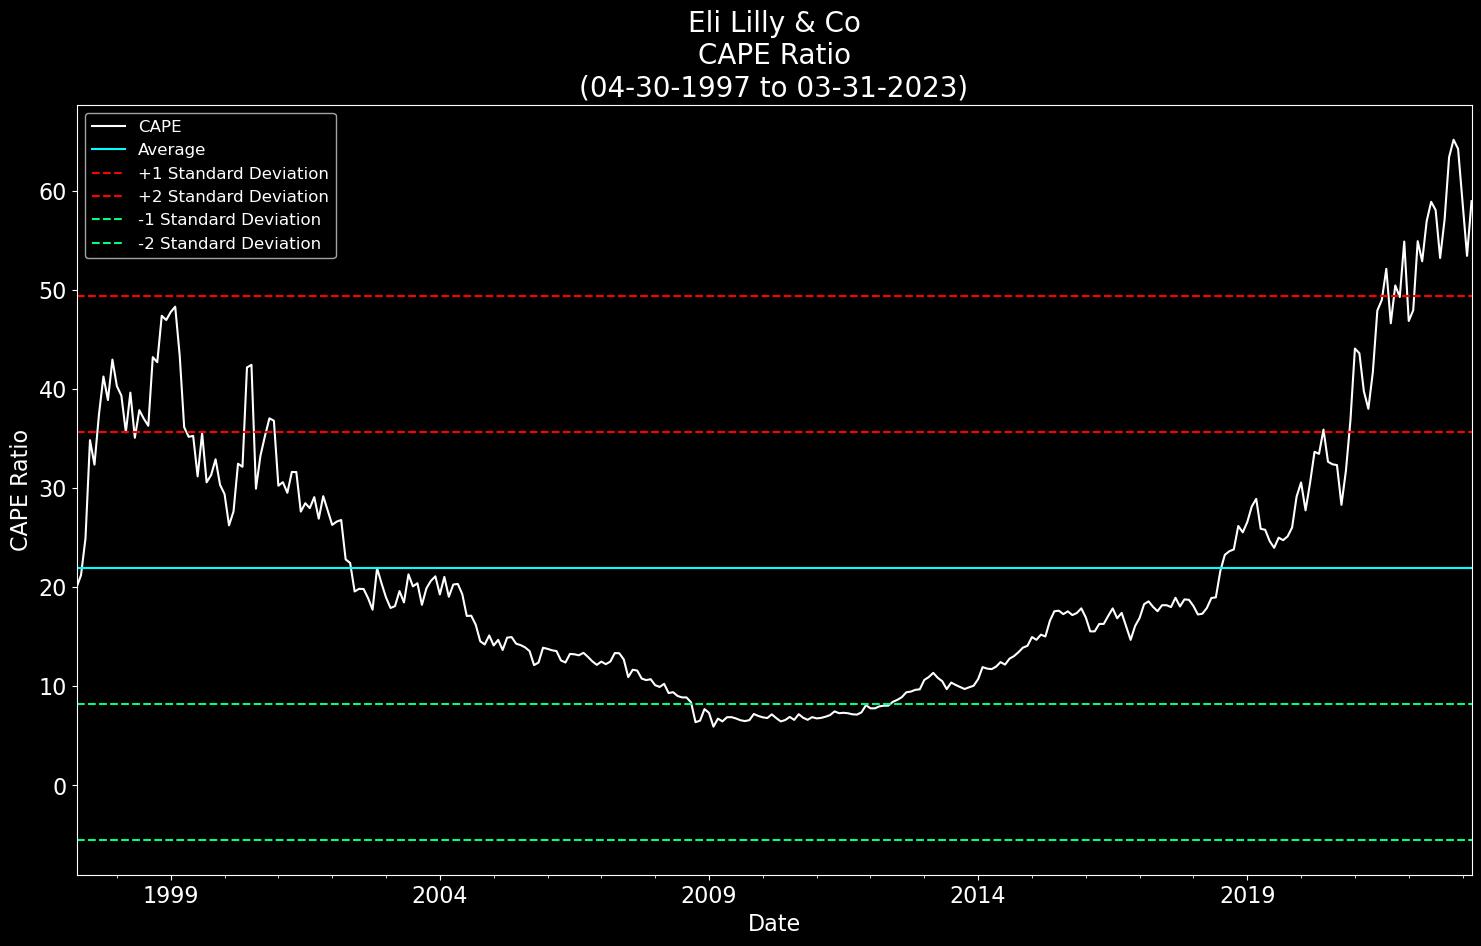 Eli Lilly & Co
CAPE Ratio
(04-30-1997 to 03-31-2023)
CAPE
Average
+1 Standard Deviation
+2 Standard Deviation
-1 Standard Deviation
-2 Standard Deviation
60
50
40
30
20
10
0
CAPE Ratio
1999
2004
2009
2014
2019
Date